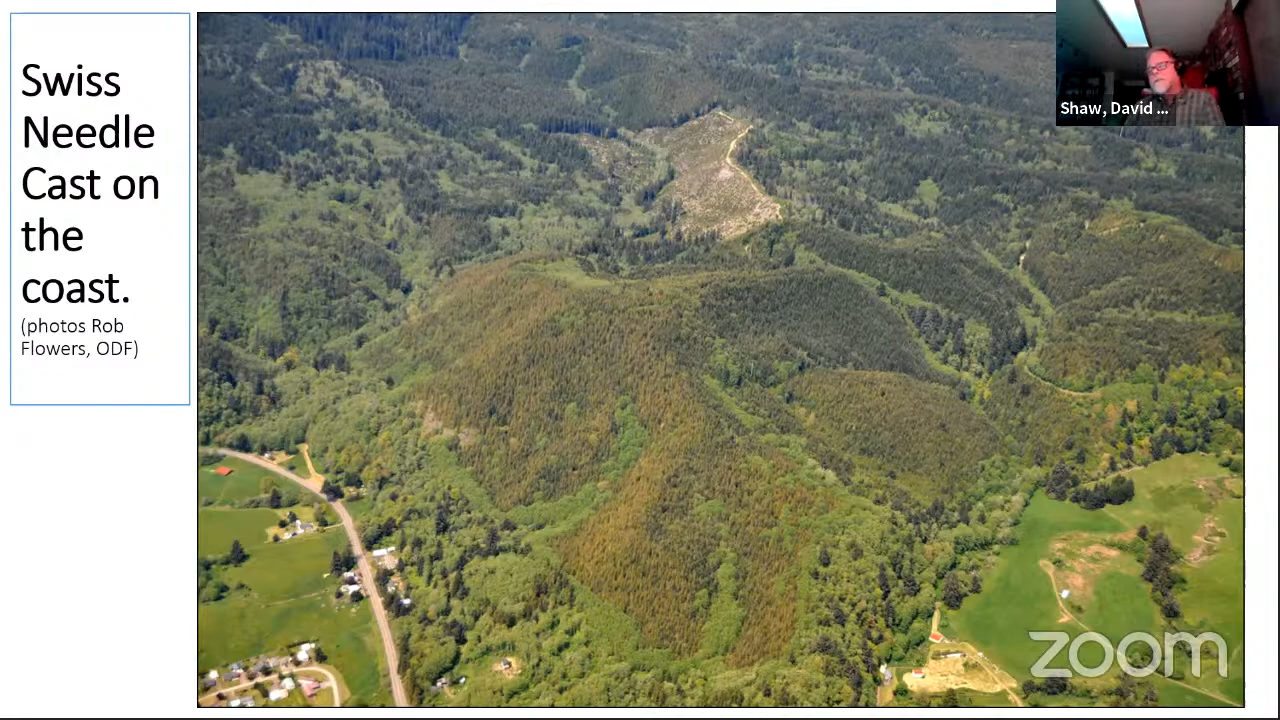 Swiss
Needle
Cast on
the
coast.
(photos Rob
Flowers, ODF)
Shaw, David ...
zoom